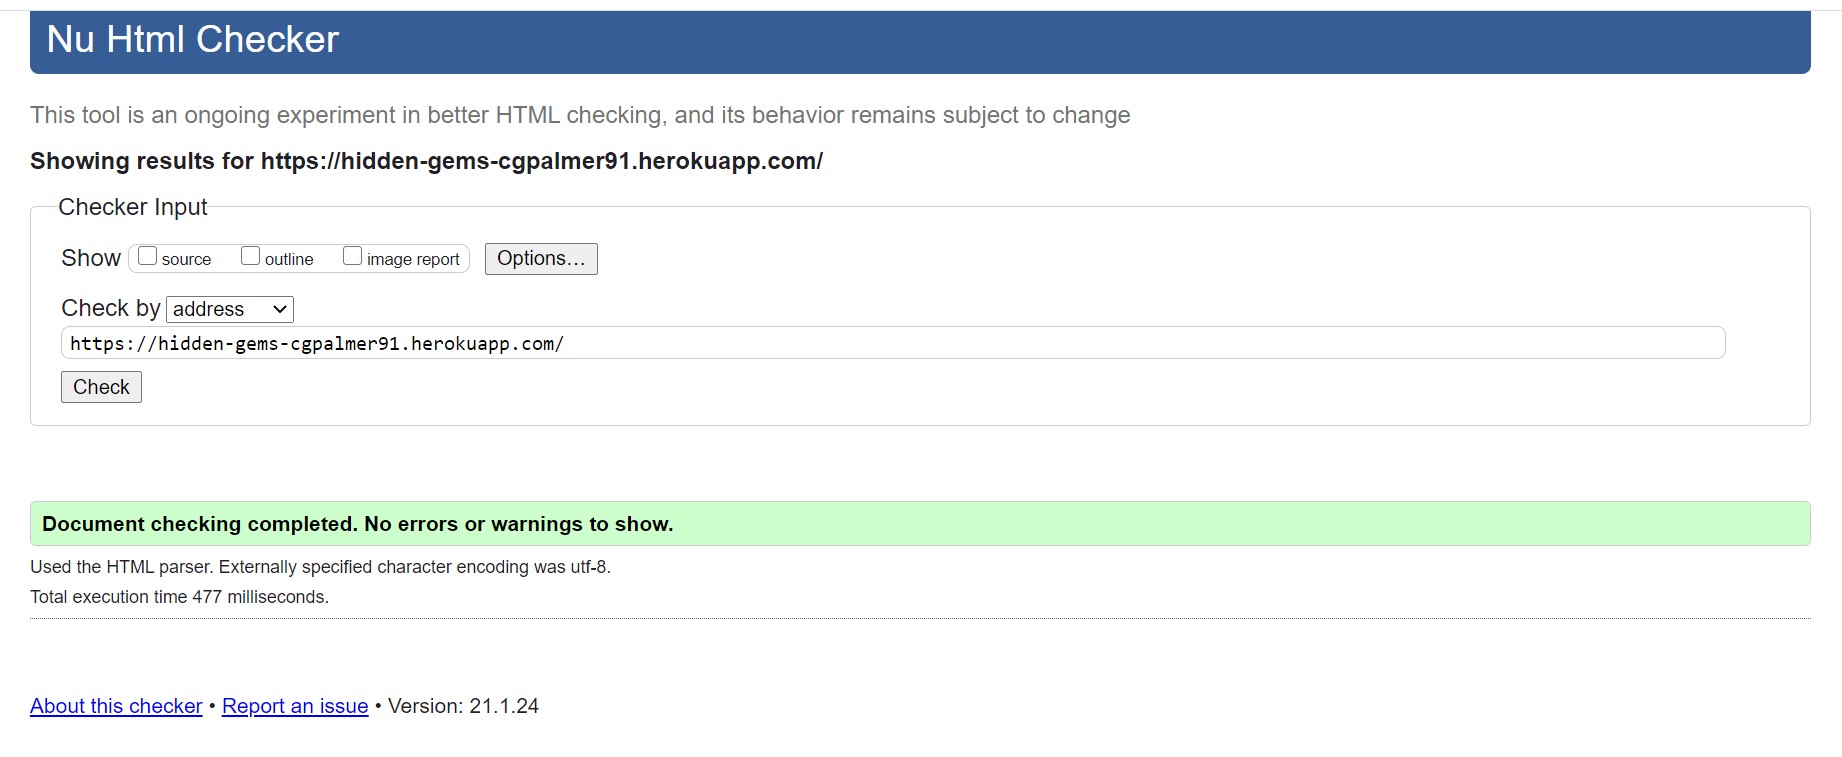 Nu Html Checker
This tool is an ongoing experiment in better HTML checking, and its behavior remains subject to change
Showing results for https://hidden-gems-cgpalmer91.herokuapp.com/
Checker Input
Show source outline image report Options…
Check by address
https://hidden-gems-cgpalmer91.herokuapp.com/
Check
Document checking completed. No errors or warnings to show.
Used the HTML parser. Externally specified character encoding was utf-8.
Total execution time 477 milliseconds.
About this checker • Report an issue • Version: 21.1.24